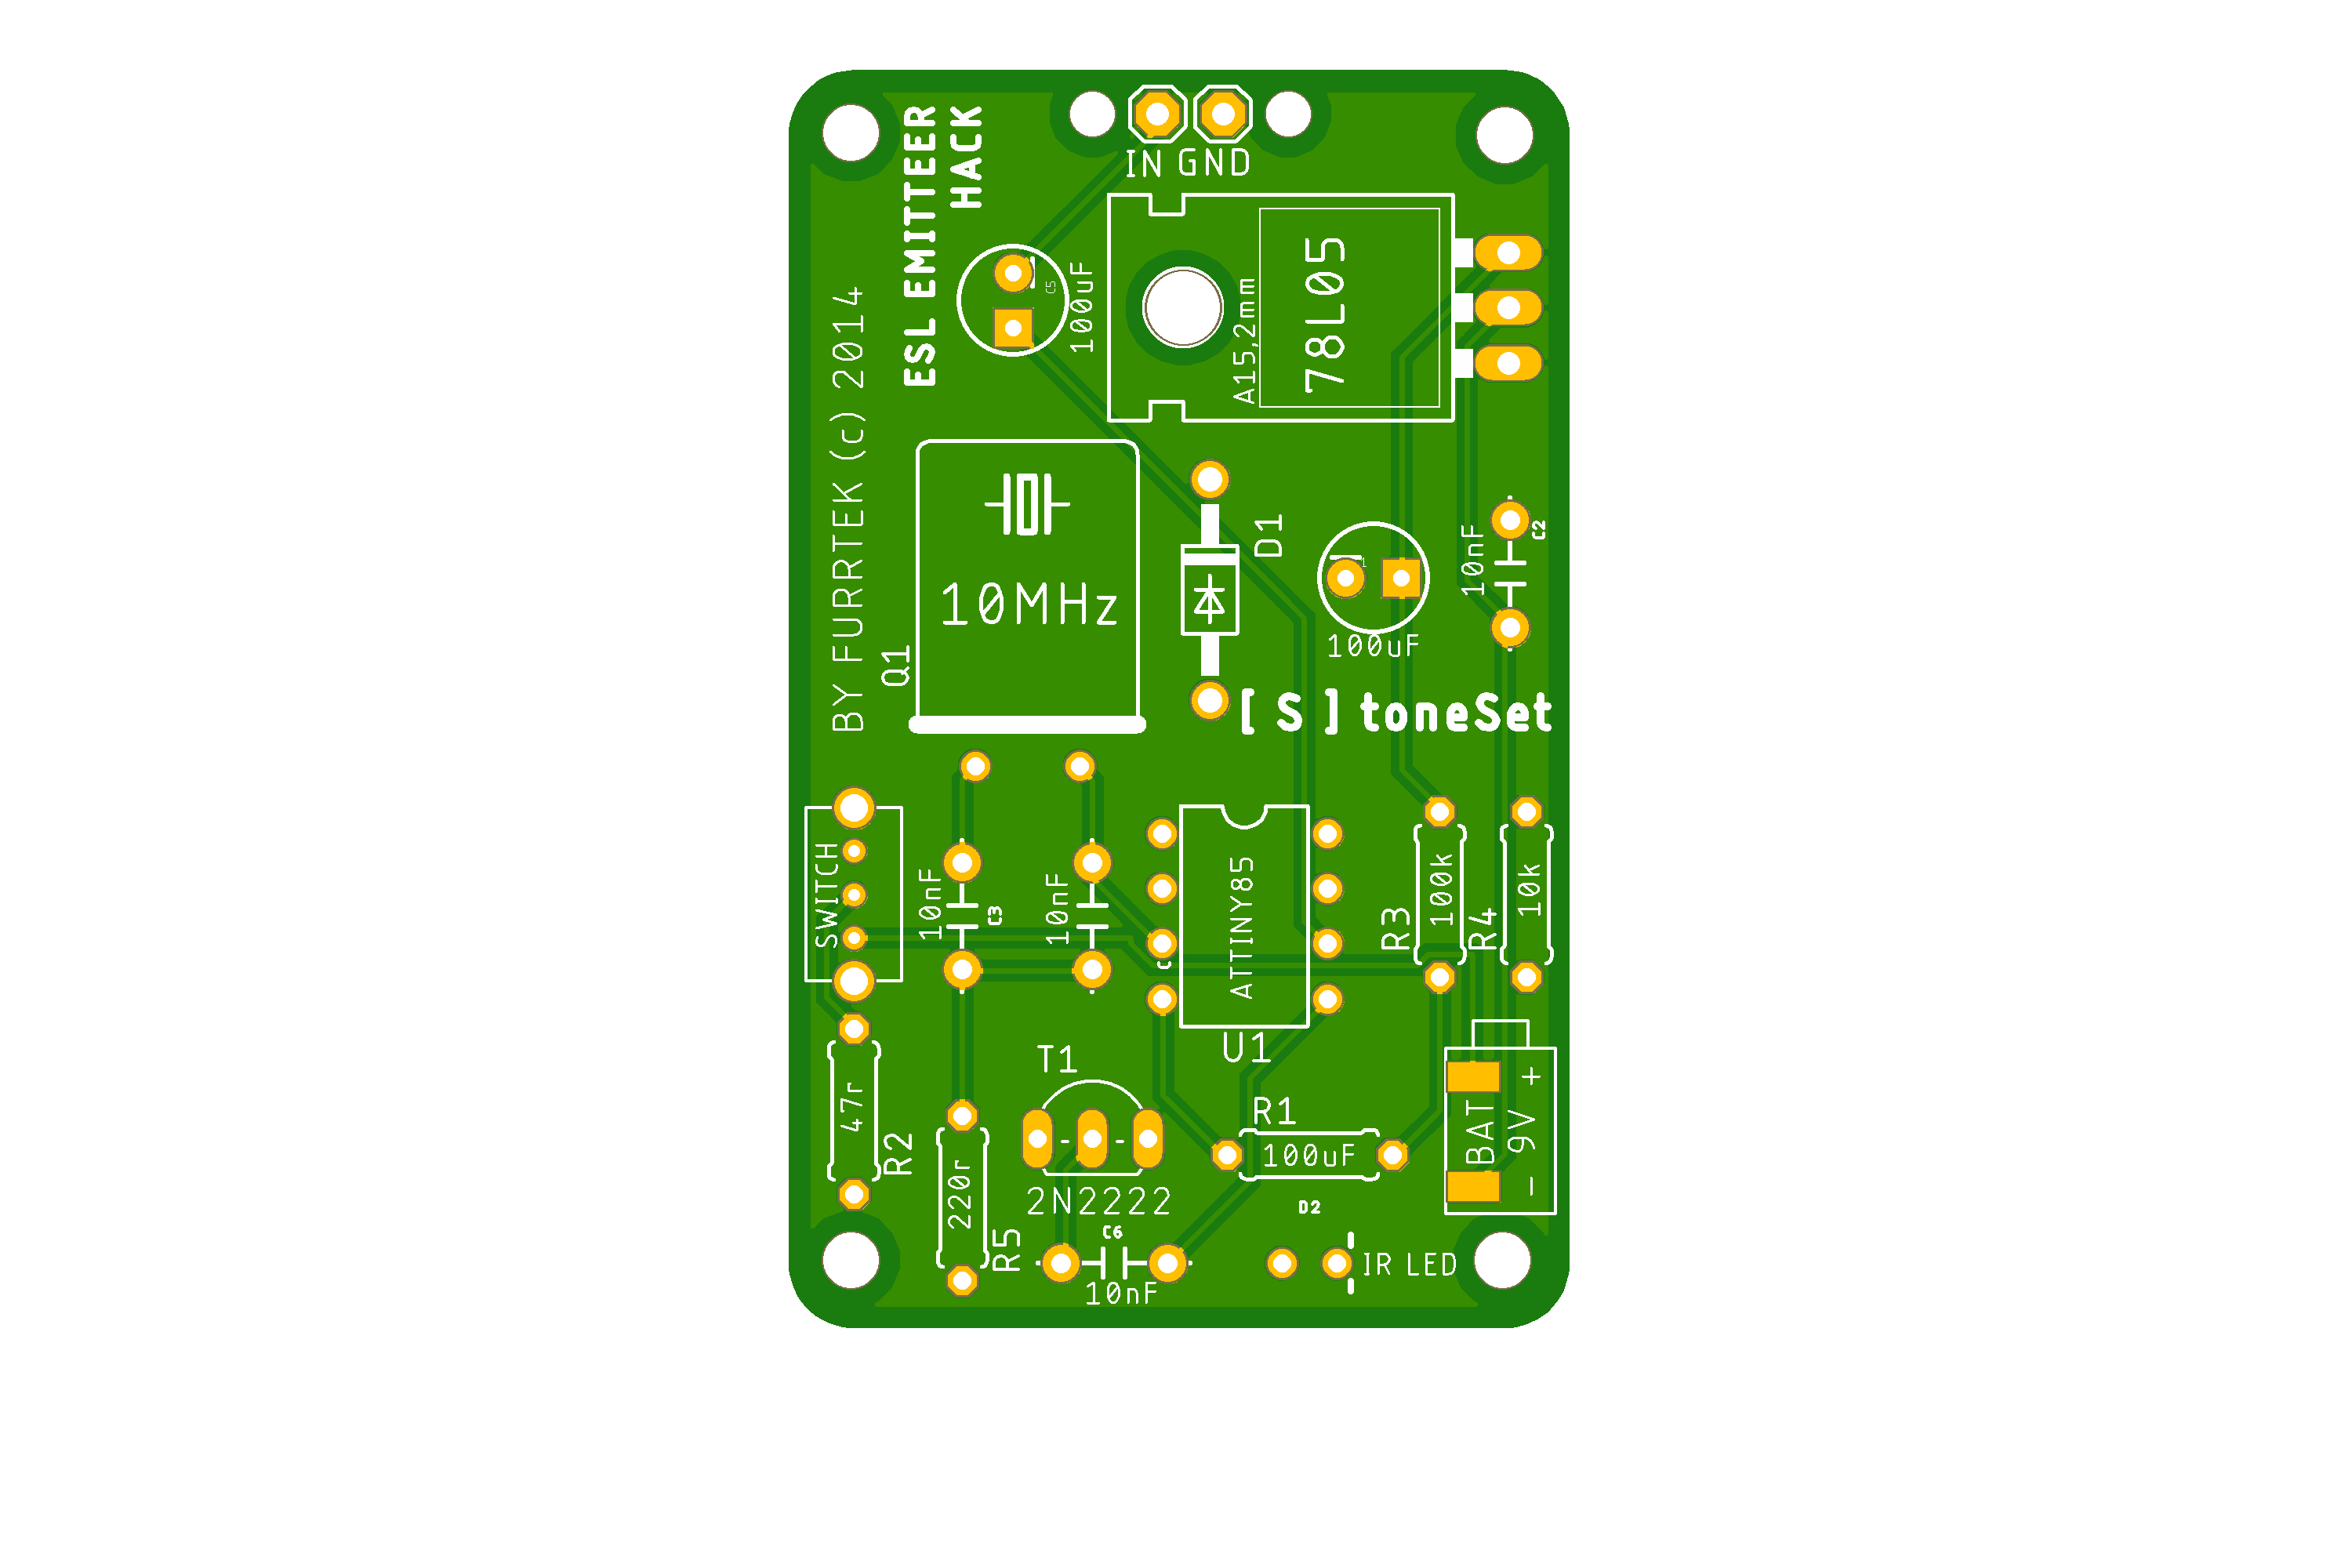 ESL EMITTEER
HACK
BY FURRTEK (c) 2014
IN GND
C5
100uF
A15,2mm
78L05
10MHz
Q1
D1
1
100uF
10nF
C2
[ S ] toneSet
SWITCH
10nF
C3
10nF
ATTINY85
U1
R3
100k
R4
10k
47r
R2
220r
R5
T1
2N2222
C6
10nF
R1
100uF
D2
IR LED
BAT
- 9V +